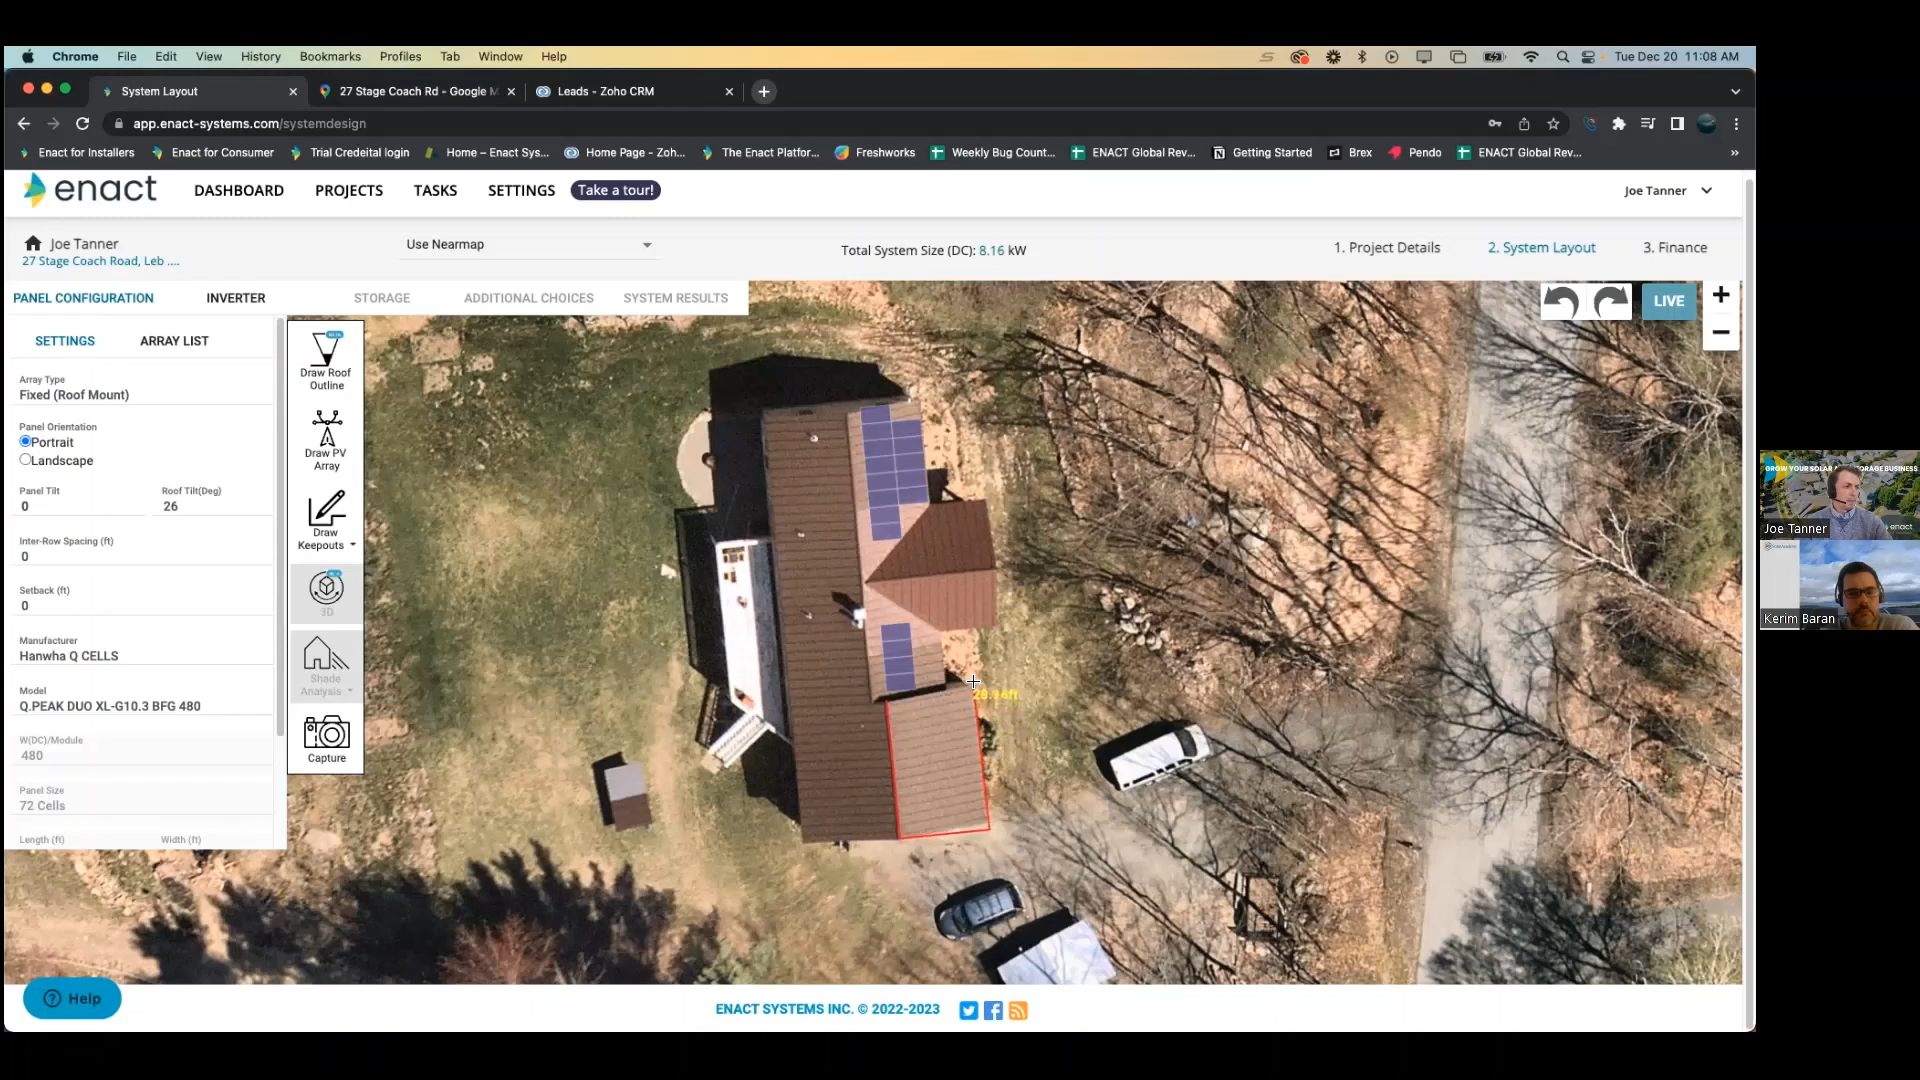 Chrome File Edit View History Bookmarks Profiles Tab Window Help Tue Dec 20 11:08 AM
System Layout 27 Stage Coach Rd - Google M Leads - Zoho CRM
app.enact-systems.com/systemdesign
Enact for Installers Enact for Consumer Trial Credeital login Home – Enact Sys... Home Page - Zoh... The Enact Platfor... Freshworks Weekly Bug Count... ENACT Global Rev... Getting Started Brex Pendo ENACT Global Rev... »
enact DASHBOARD PROJECTS TASKS SETTINGS Take a tour! Joe Tanner
Joe Tanner Use Nearmap Total System Size (DC): 8.16 kW 1. Project Details 2. System Layout 3. Finance
27 Stage Coach Road, Leb ....
PANEL CONFIGURATION INVERTER STORAGE ADDITIONAL CHOICES SYSTEM RESULTS
LIVE
SETTINGS ARRAY LIST
Array Type
Fixed (Roof Mount)
Panel Orientation
Portrait
Landscape
Panel Tilt Roof Tilt(Deg)
0 26
Inter-Row Spacing (ft)
0
Setback (ft)
0
Manufacturer
Hanwha Q CELLS
Model
Q.PEAK DUO XL-G10.3 BFG 480
W(DC)/Module
480
Panel Size
72 Cells
Length (ft) Width (ft)
Draw Roof
Outline
Draw PV
Array
Draw
Keepouts
3D
Shade
Analysis
Capture
GROW YOUR SOLAR
ORAGE BUSINESS
enact
Joe Tanner
Kerim Baran
Help
ENACT SYSTEMS INC. © 2022-2023